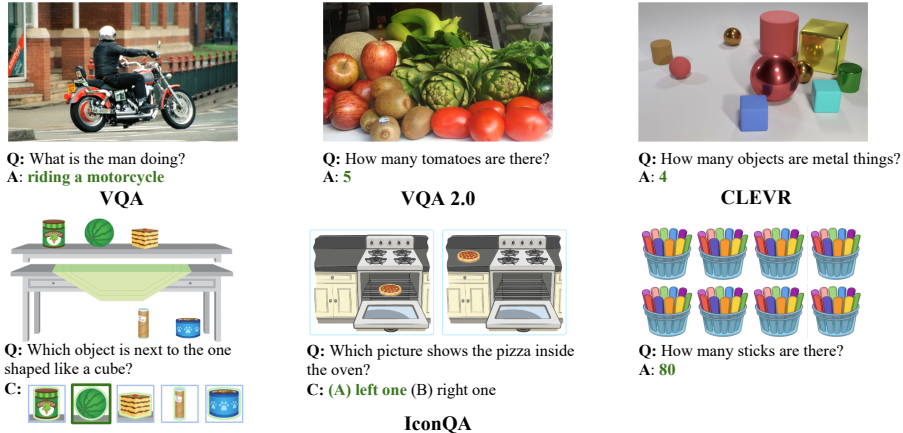 Q: What is the man doing?
A: riding a motorcycle
VQA
Q: How many tomatoes are there?
A: 5
VQA 2.0
Q: How many objects are metal things?
A: 4
CLEVR
Q: Which object is next to the one
shaped like a cube?
C:
Q: Which picture shows the pizza inside
the oven?
C: (A) left one (B) right one
Q: How many sticks are there?
A: 80
IconQA